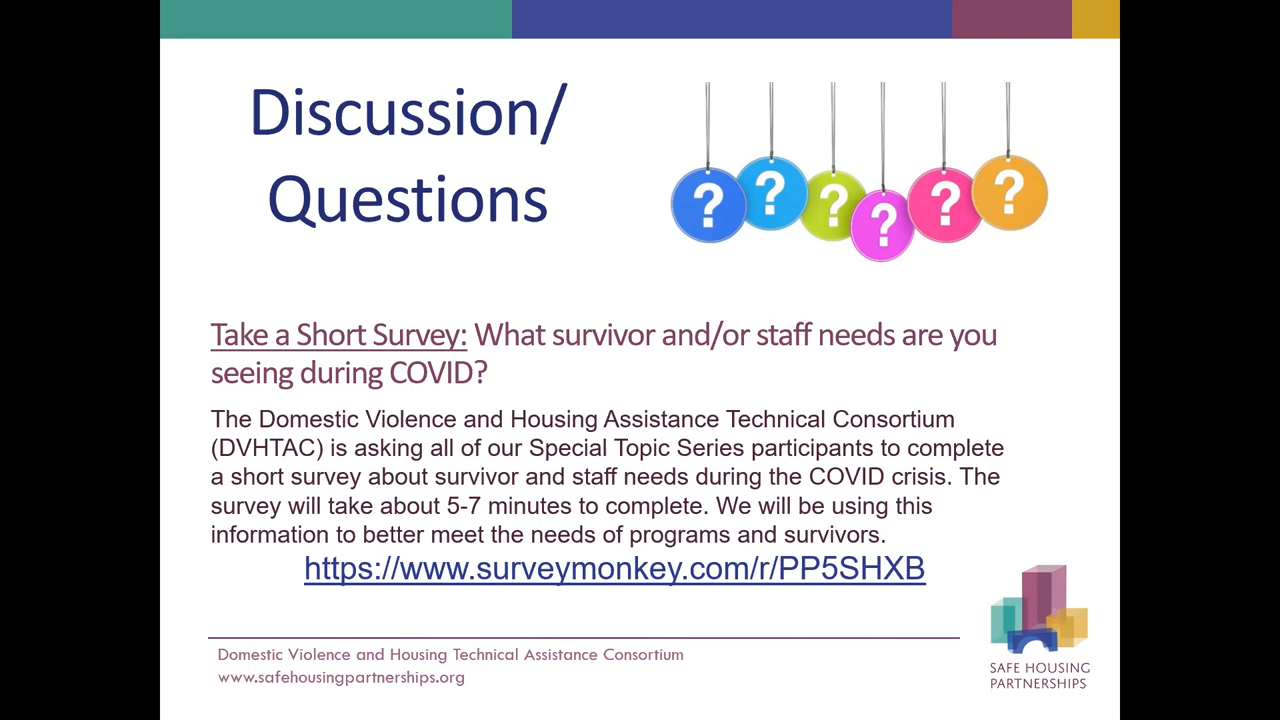 Discussion/
Questions
? ? ? ? ? ?
Take a Short Survey: What survivor and/or staff needs are you
seeing during COVID?
The Domestic Violence and Housing Assistance Technical Consortium
(DVHTAC) is asking all of our Special Topic Series participants to complete
a short survey about survivor and staff needs during the COVID crisis. The
survey will take about 5-7 minutes to complete. We will be using this
information to better meet the needs of programs and survivors.
https://www.surveymonkey.com/r/PP5SHXB
Domestic Violence and Housing Technical Assistance Consortium
www.safehousingpartnerships.org
SAFE HOUSING
PARTNERSHIPS